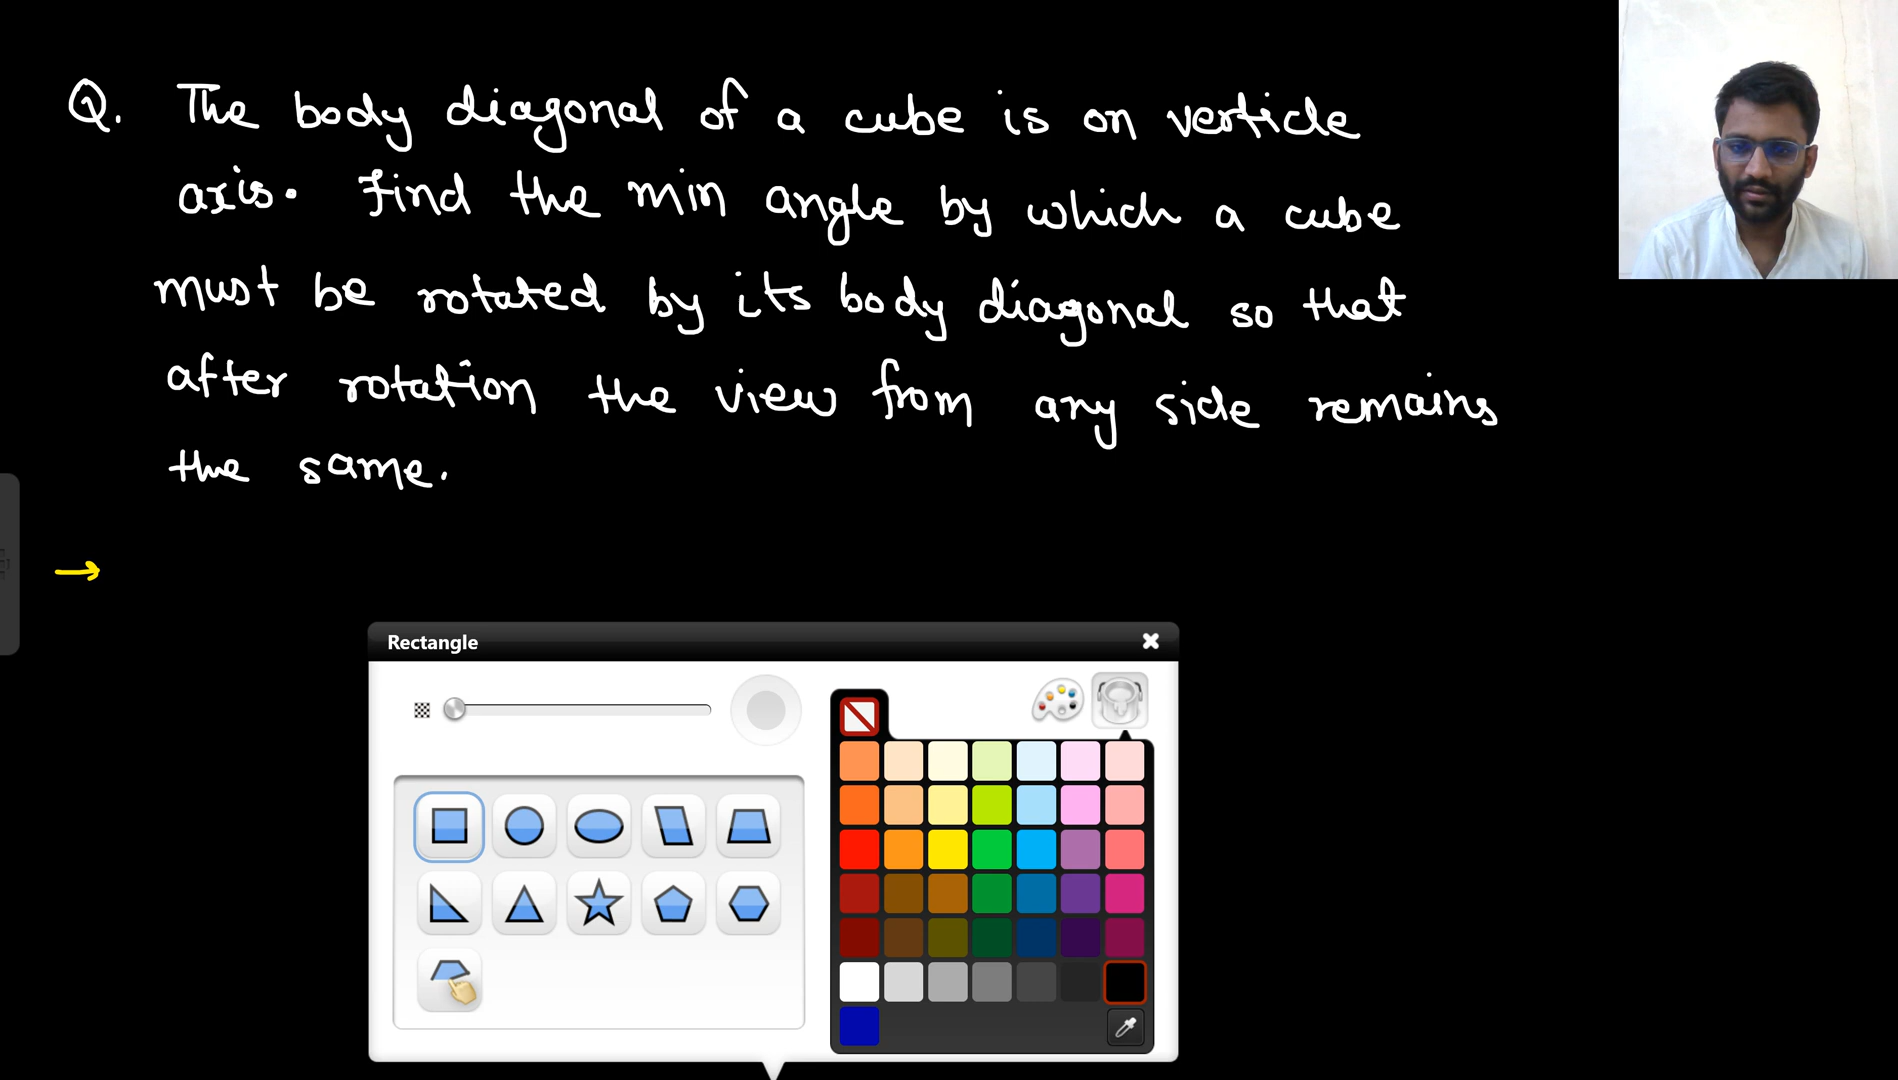 Q. The body diagonal of a cube is on verticle
axis. Find the min angle by which a cube
must be rotated by its body diagonal so that
after rotation the view from any side remains
the same.
→
Rectangle